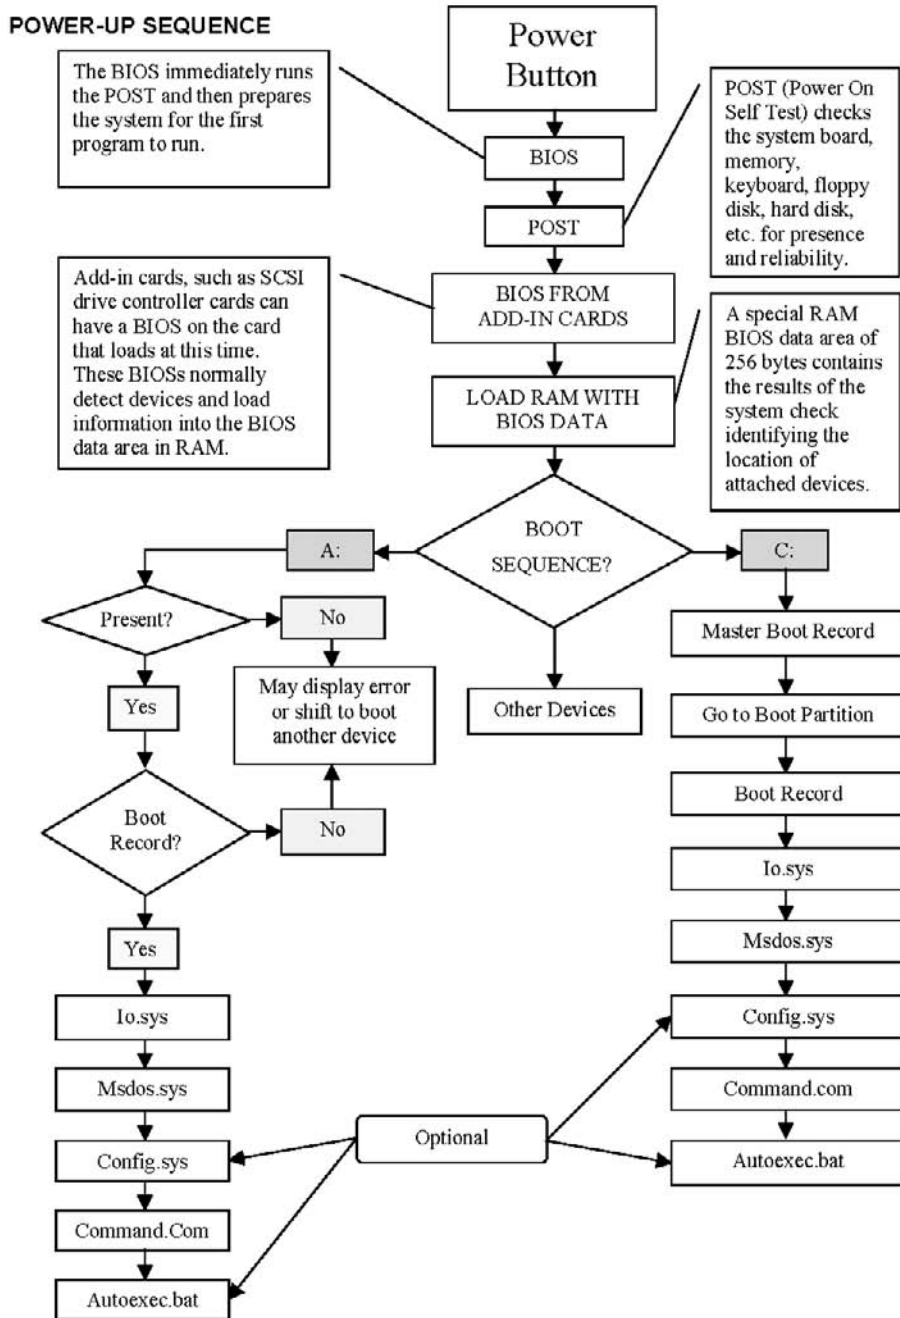 POWER-UP SEQUENCE
Power
Button
The BIOS immediately runs
the POST and then prepares
the system for the first
program to run.
POST (Power On
Self Test) checks
the system board,
memory,
keyboard, floppy
disk, hard disk,
etc. for presence
and reliability.
BIOS
POST
Add-in cards, such as SCSI
drive controller cards can
have a BIOS on the card
that loads at this time.
These BIOSs normally
detect devices and load
information into the BIOS
data area in RAM.
BIOS FROM
ADD-IN CARDS
A special RAM
BIOS data area of
256 bytes contains
the results of the
system check
identifying the
location of
attached devices.
LOAD RAM WITH
BIOS DATA
BOOT
SEQUENCE?
A:
C:
Present?
No
Yes
May display error
or shift to boot
another device
Other Devices
Boot
Record?
No
Yes
Io.sys
Msdos.sys
Config.sys
Command.Com
Autoexec.bat
Optional
Master Boot Record
Go to Boot Partition
Boot Record
Io.sys
Msdos.sys
Config.sys
Command.com
Autoexec.bat